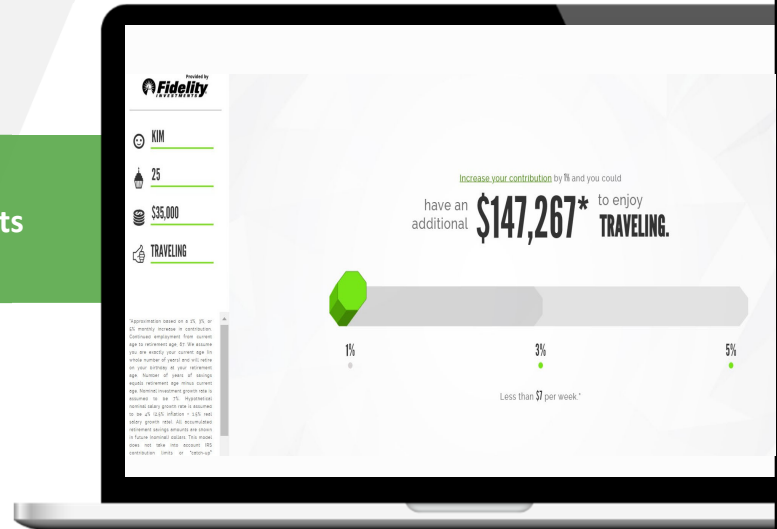 ts
Provided by
Fidelity
INVESTMENTS
KIM
25
$35,000
TRAVELING
*Approximation based on a 1%, 3%, or
5% monthly increase in contribution.
Continued employment from current
age to retirement age, 67. We assume
you are exactly your current age (in
whole number of years) and will retire
on your birthday at your retirement
age. Number of years of savings
equals retirement age minus current
age. Nominal investment growth rate is
assumed to be 7%. Hypothetical
nominal salary growth rate is assumed
to be 4% (2.5% inflation + 1.5% real
salary growth rate). All accumulated
retirement savings amounts are shown
in future (nominal) dollars. This model
does not take into account IRS
contribution limits or "catch-up"
Increase your contribution by 1% and you could
have an additional $147,267* to enjoy TRAVELING.
1% 3% 5%
Less than $7 per week.*